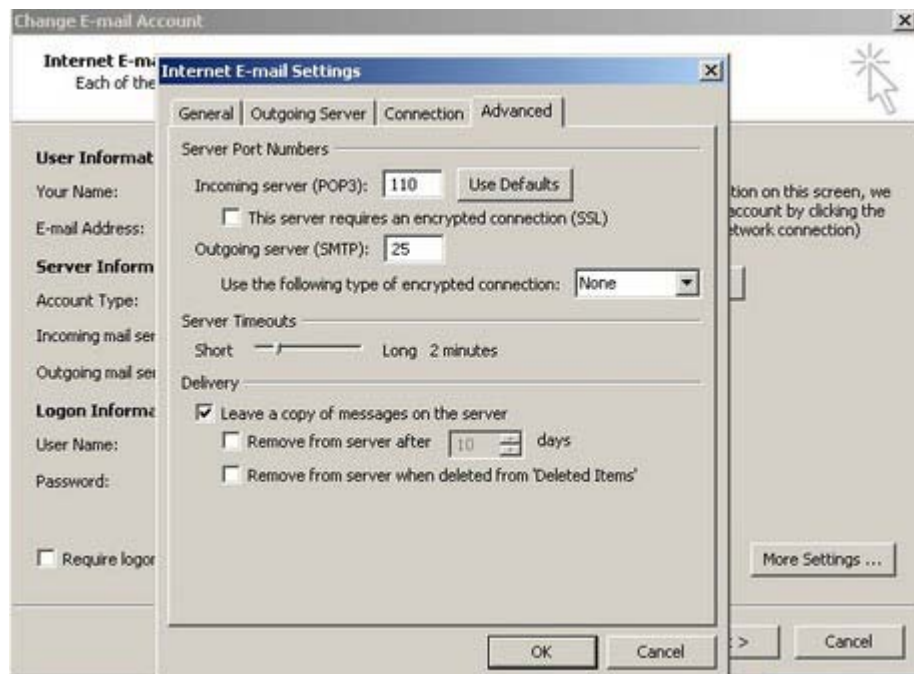 Change E-mail Account
Internet E-ma
Each of the
Internet E-mail Settings
General Outgoing Server Connection Advanced
Server Port Numbers
Incoming server (POP3): 110 Use Defaults
This server requires an encrypted connection (SSL)
Outgoing server (SMTP): 25
Use the following type of encrypted connection: None
Server Timeouts
Short Long 2 minutes
Delivery
Leave a copy of messages on the server
Remove from server after 10 days
Remove from server when deleted from 'Deleted Items'
OK Cancel
User Informat
Your Name:
E-mail Address:
Server Inform
Account Type:
Incoming mail ser
Outgoing mail ser
Logon Informa
User Name:
Password:
Require logor
tion on this screen, we
account by clicking the
etwork connection)
More Settings ...
> Cancel